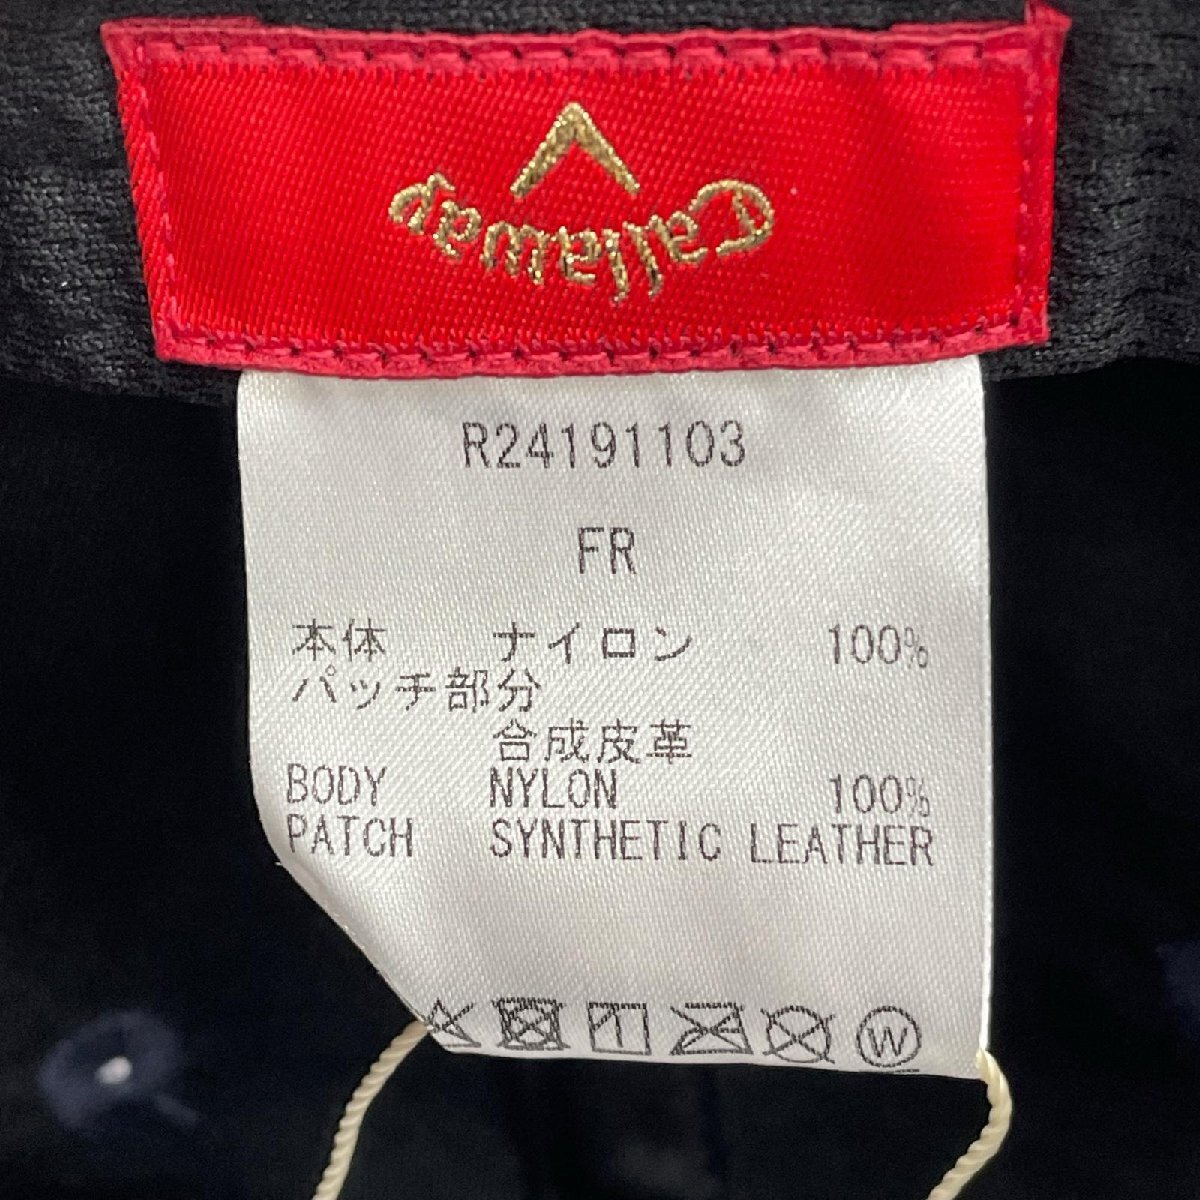 Callaway
R24191103
FR
本体 ナイロン 100%
パッチ部分
合成皮革
BODY NYLON 100%
PATCH SYNTHETIC LEATHER
W